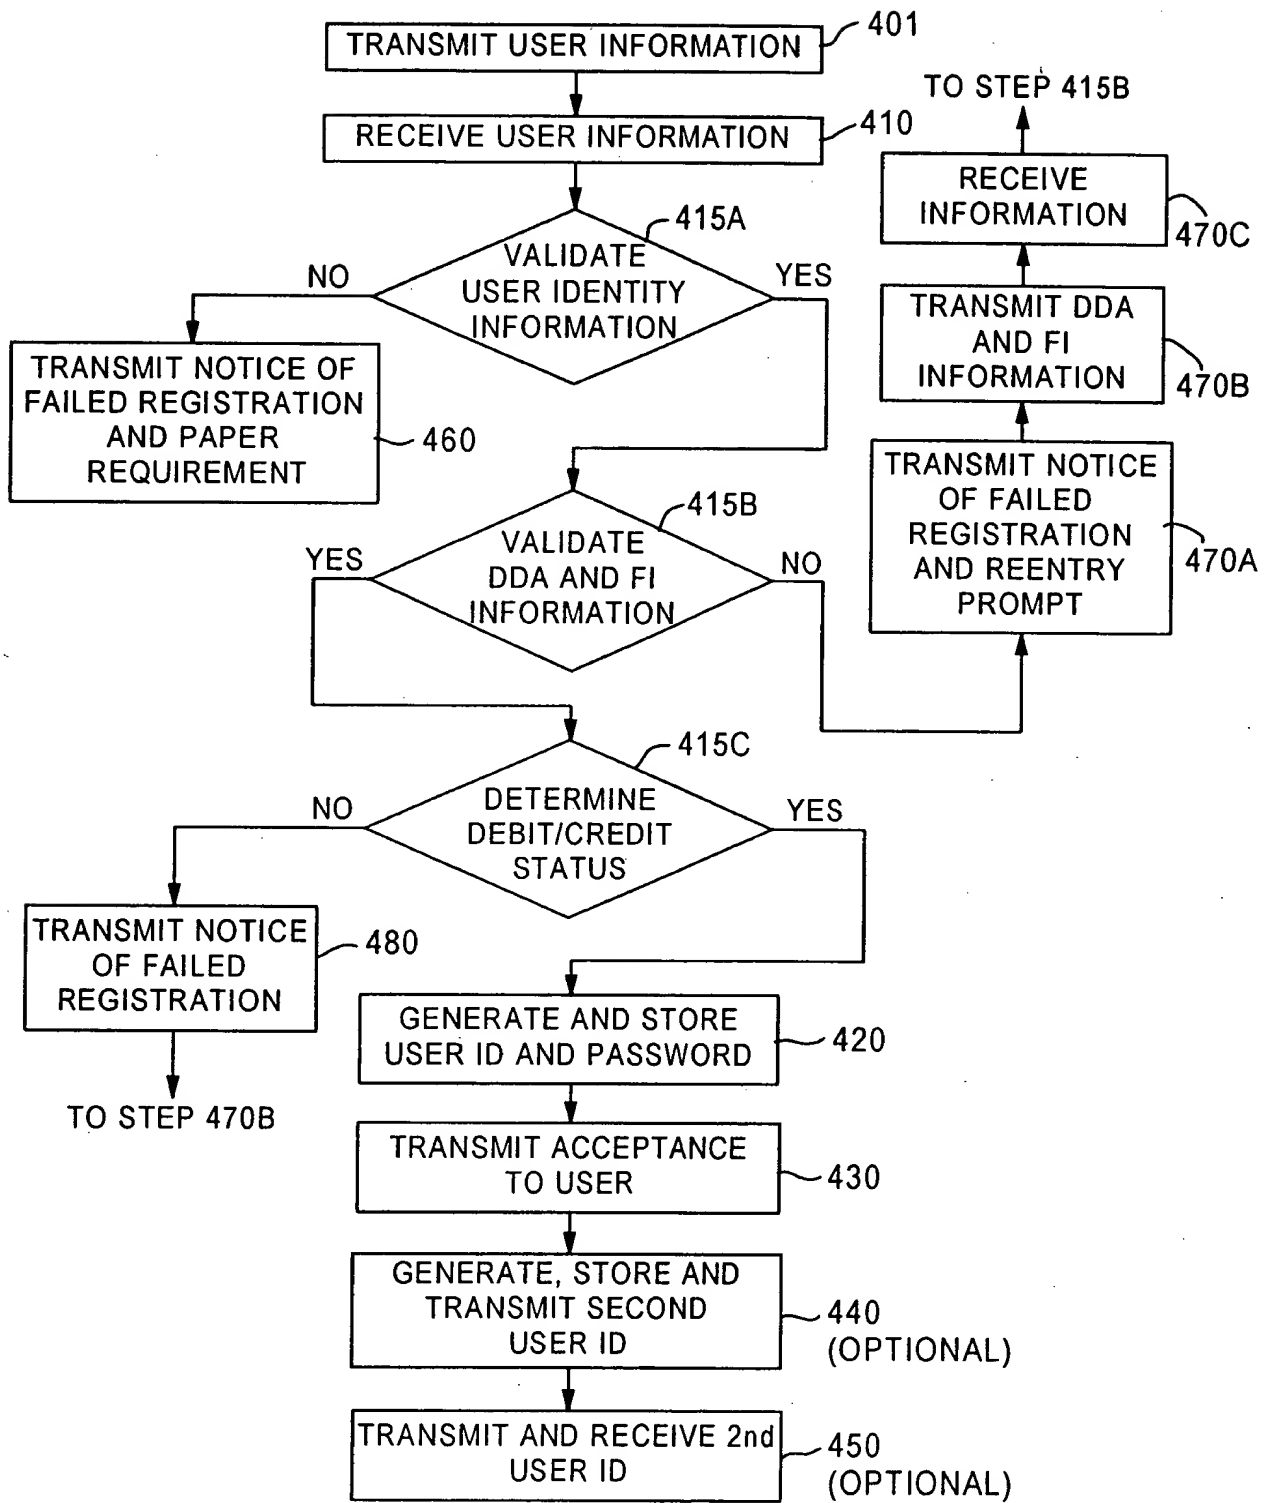 TRANSMIT USER INFORMATION
401
RECEIVE USER INFORMATION
410
415A
VALIDATE
USER IDENTITY
INFORMATION
NO
YES
TRANSMIT NOTICE OF
FAILED REGISTRATION
AND PAPER
REQUIREMENT
460
415B
VALIDATE
DDA AND FI
INFORMATION
YES
NO
TO STEP 415B
RECEIVE
INFORMATION
470C
TRANSMIT DDA
AND FI
INFORMATION
470B
TRANSMIT NOTICE
OF FAILED
REGISTRATION
AND REENTRY
PROMPT
470A
415C
DETERMINE
DEBIT/CREDIT
STATUS
NO
YES
TRANSMIT NOTICE
OF FAILED
REGISTRATION
480
TO STEP 470B
GENERATE AND STORE
USER ID AND PASSWORD
420
TRANSMIT ACCEPTANCE
TO USER
430
GENERATE, STORE AND
TRANSMIT SECOND
USER ID
440
(OPTIONAL)
TRANSMIT AND RECEIVE 2nd
USER ID
450
(OPTIONAL)